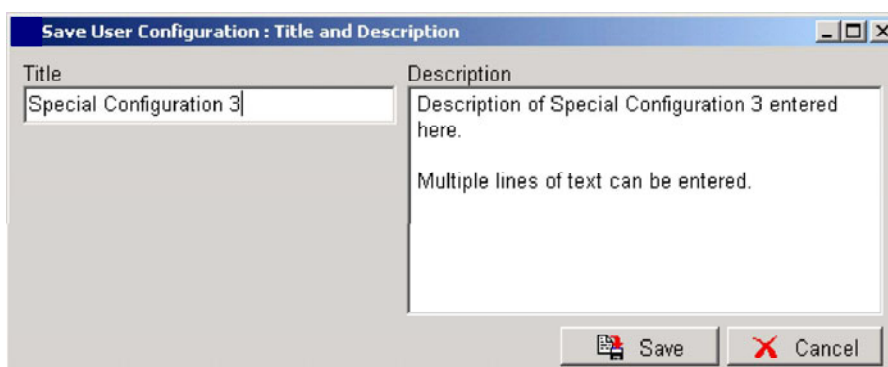 Save User Configuration : Title and Description
Title
Special Configuration 3
Description
Description of Special Configuration 3 entered
here.
Multiple lines of text can be entered.
Save
Cancel